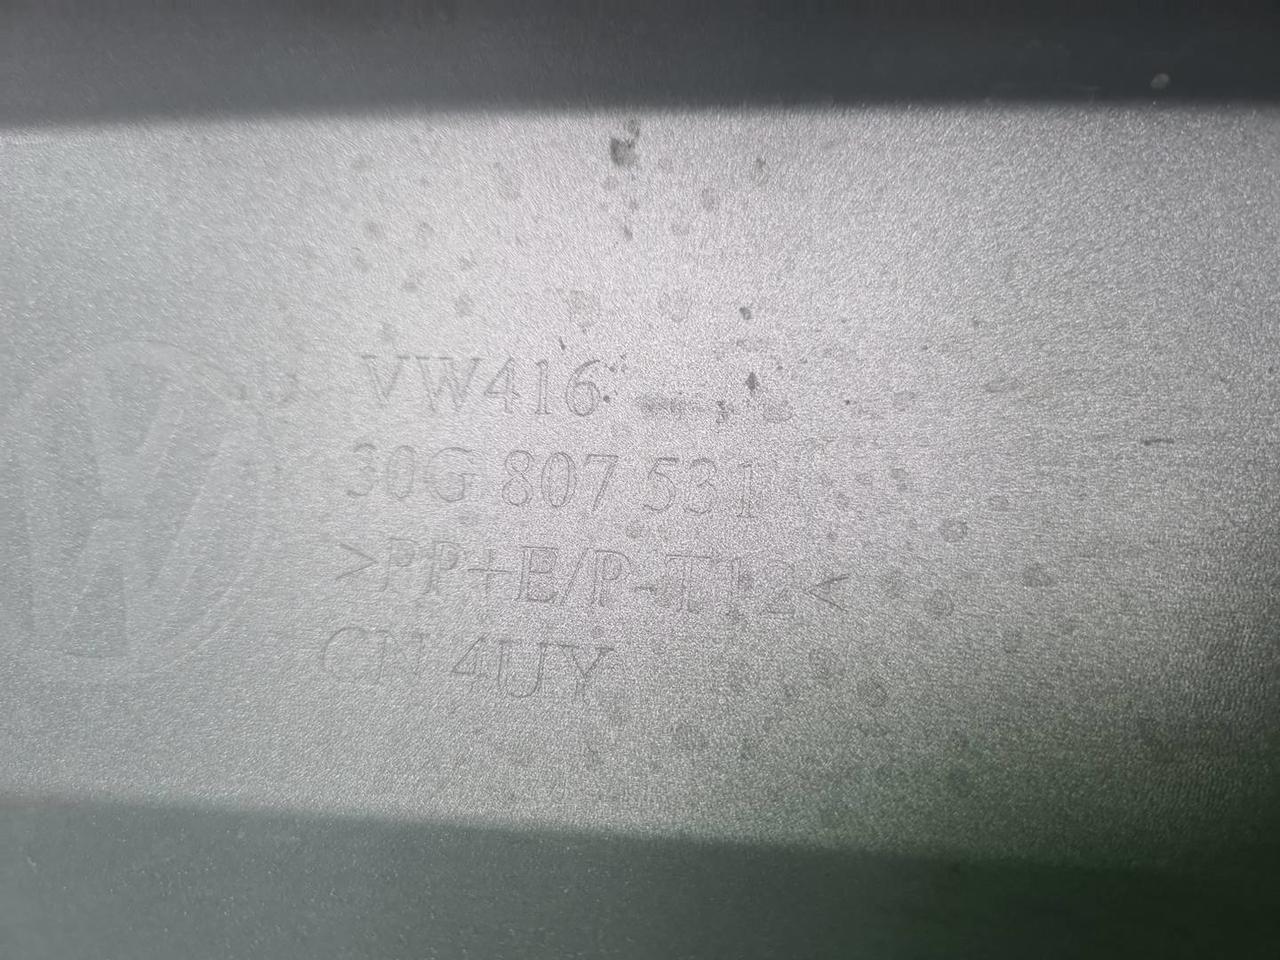 VW416
30G 807 531
>PP+E/P-T12<
CN 4UY